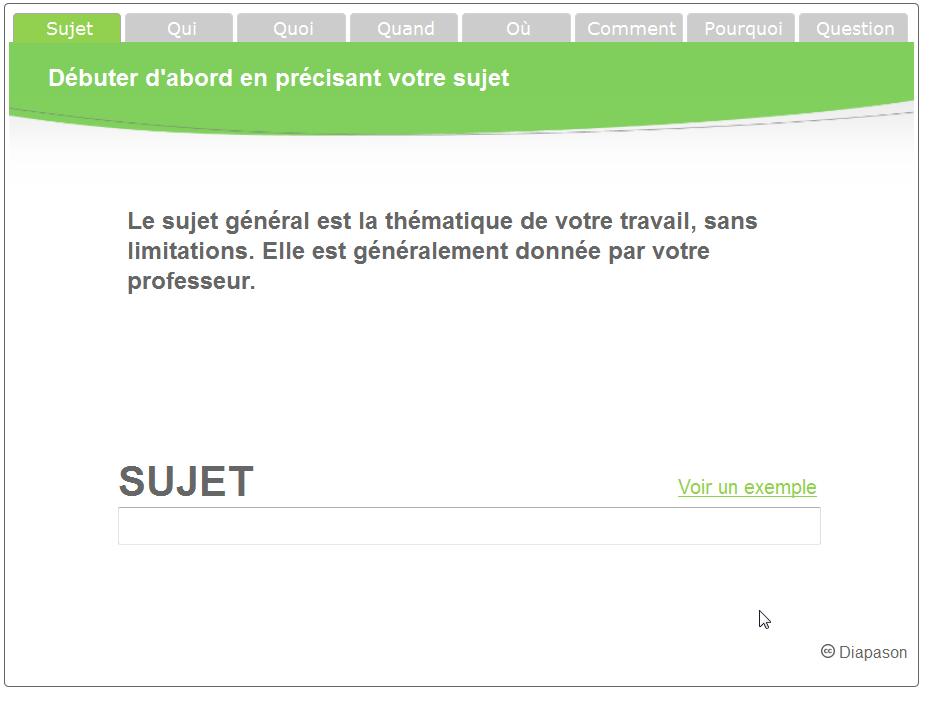 Sujet Qui Quoi Quand Où Comment Pourquoi Question
Débuter d'abord en précisant votre sujet
Le sujet général est la thématique de votre travail, sans
limitations. Elle est généralement donnée par votre
professeur.
SUJET
Voir un exemple
cc Diapason